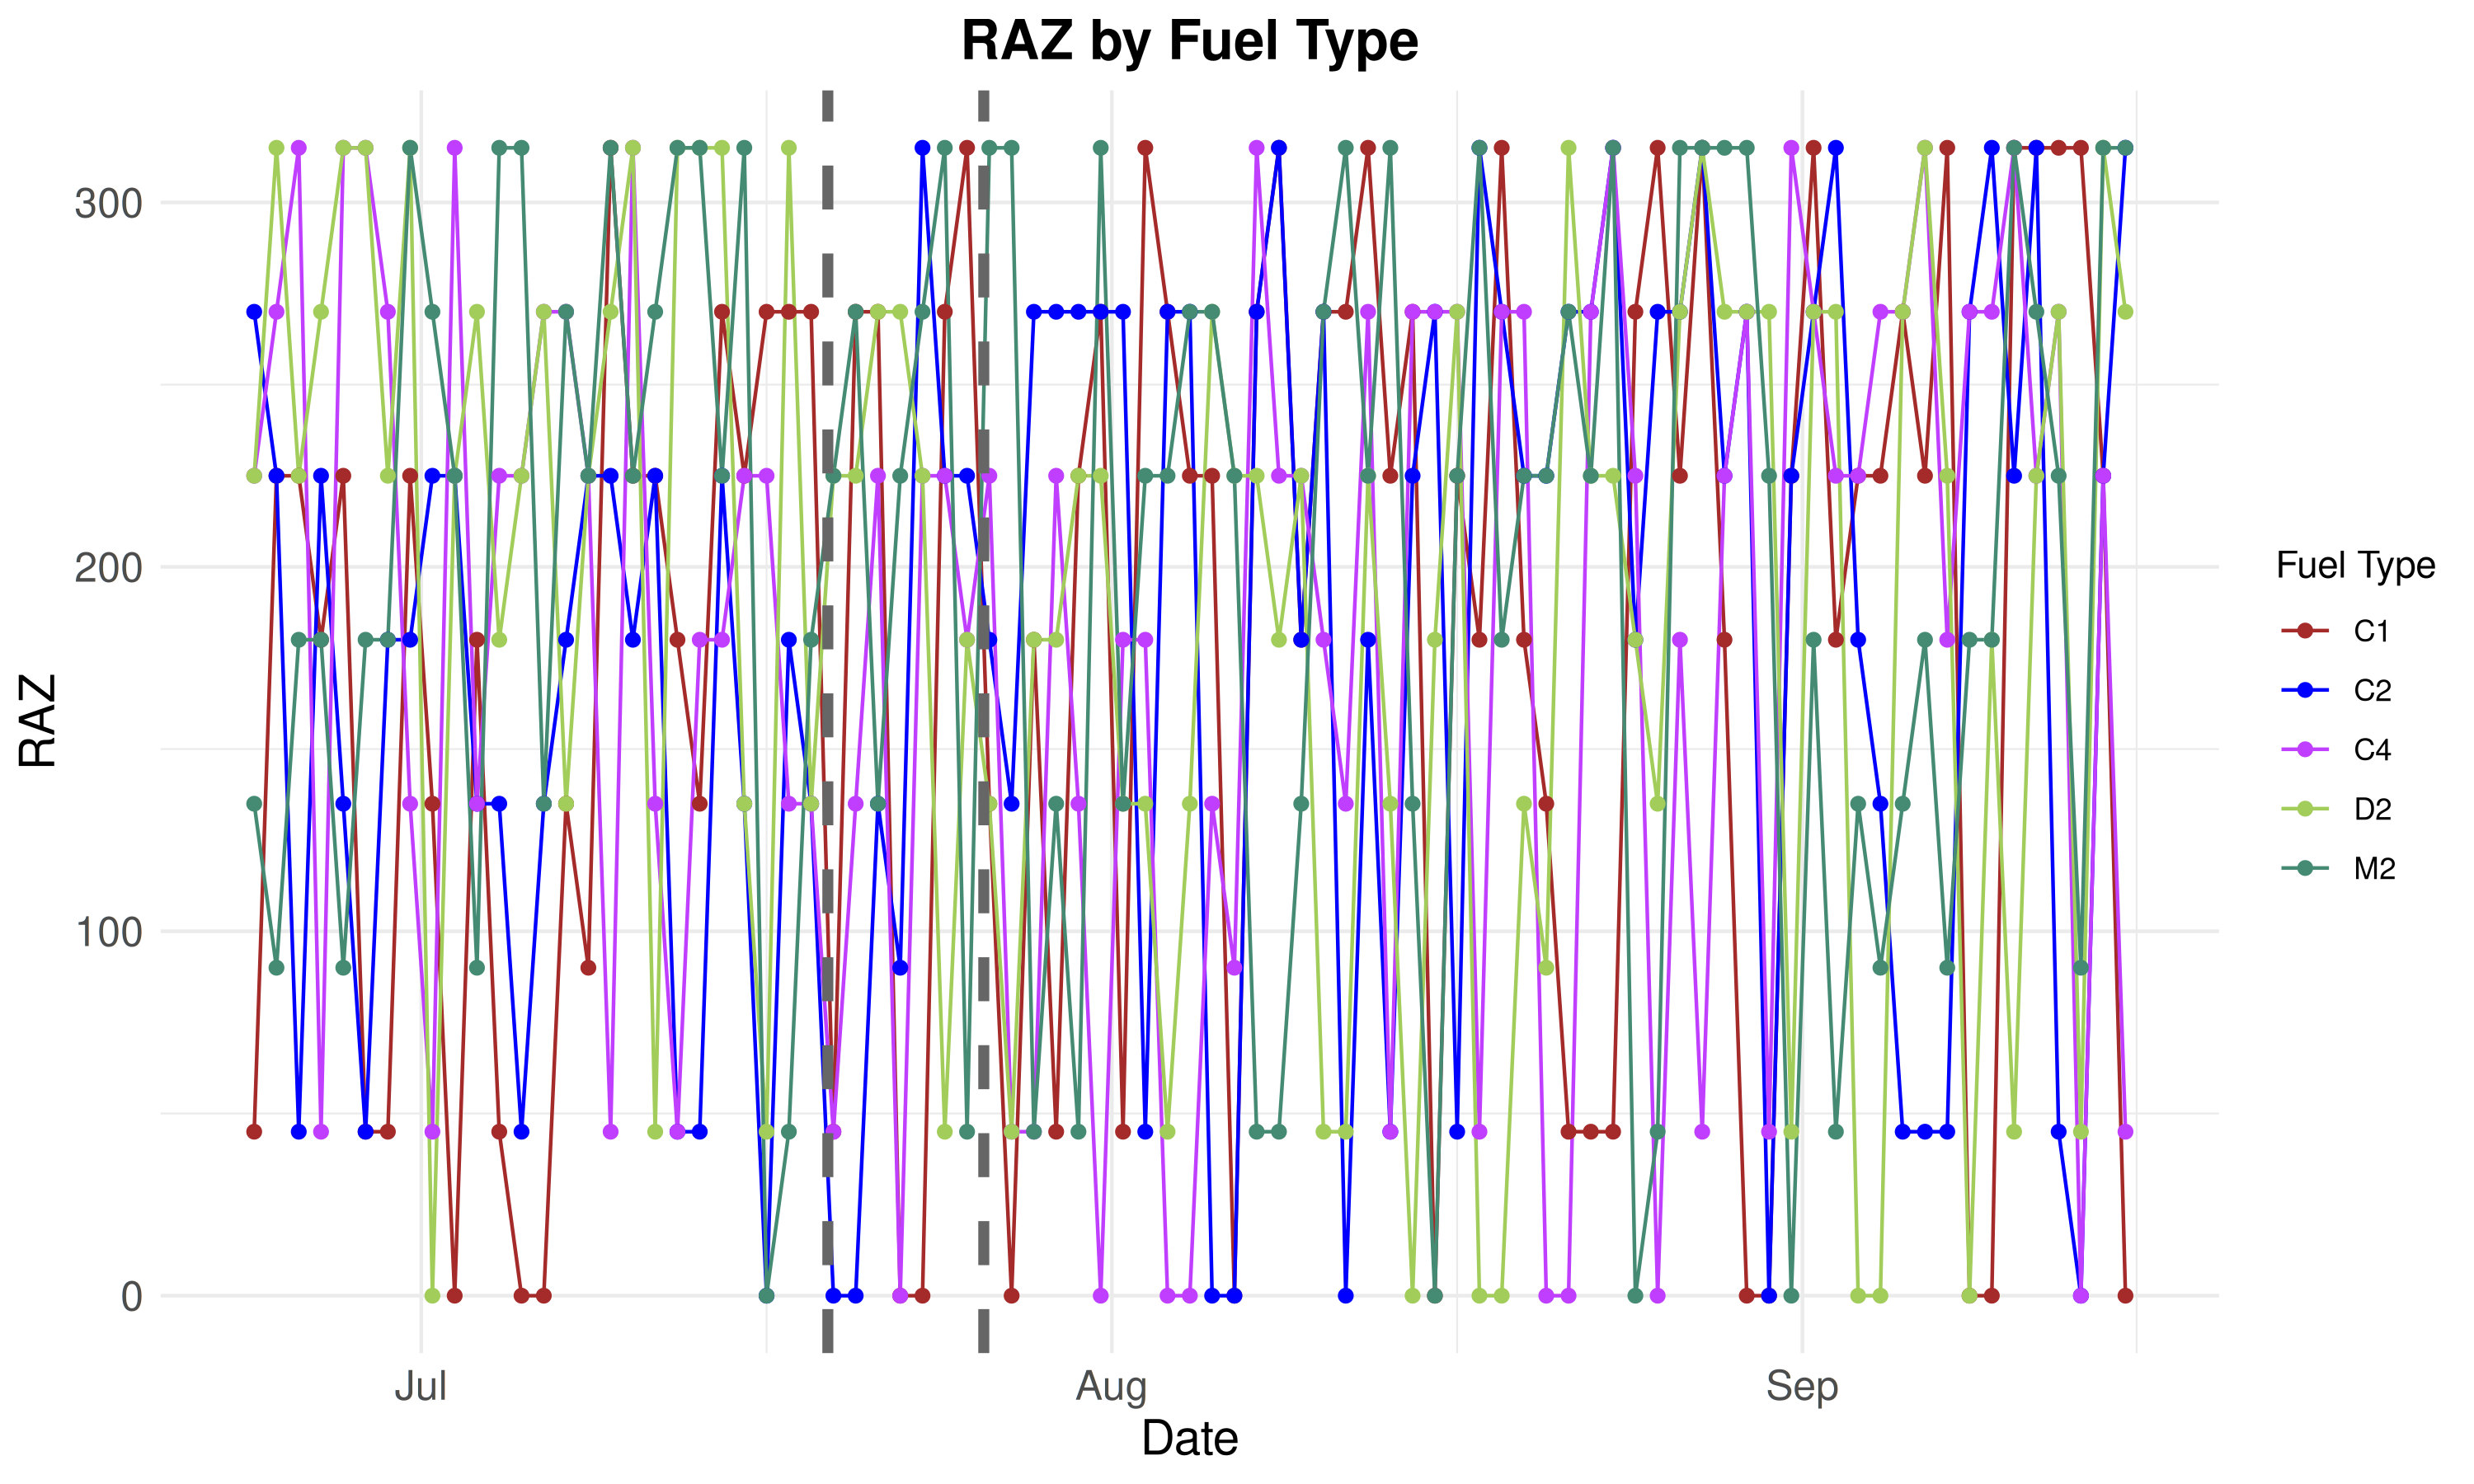 RAZ by Fuel Type
300
200
100
0
RAZ
Jul
Aug
Sep
Date
Fuel Type
C1
C2
C4
D2
M2